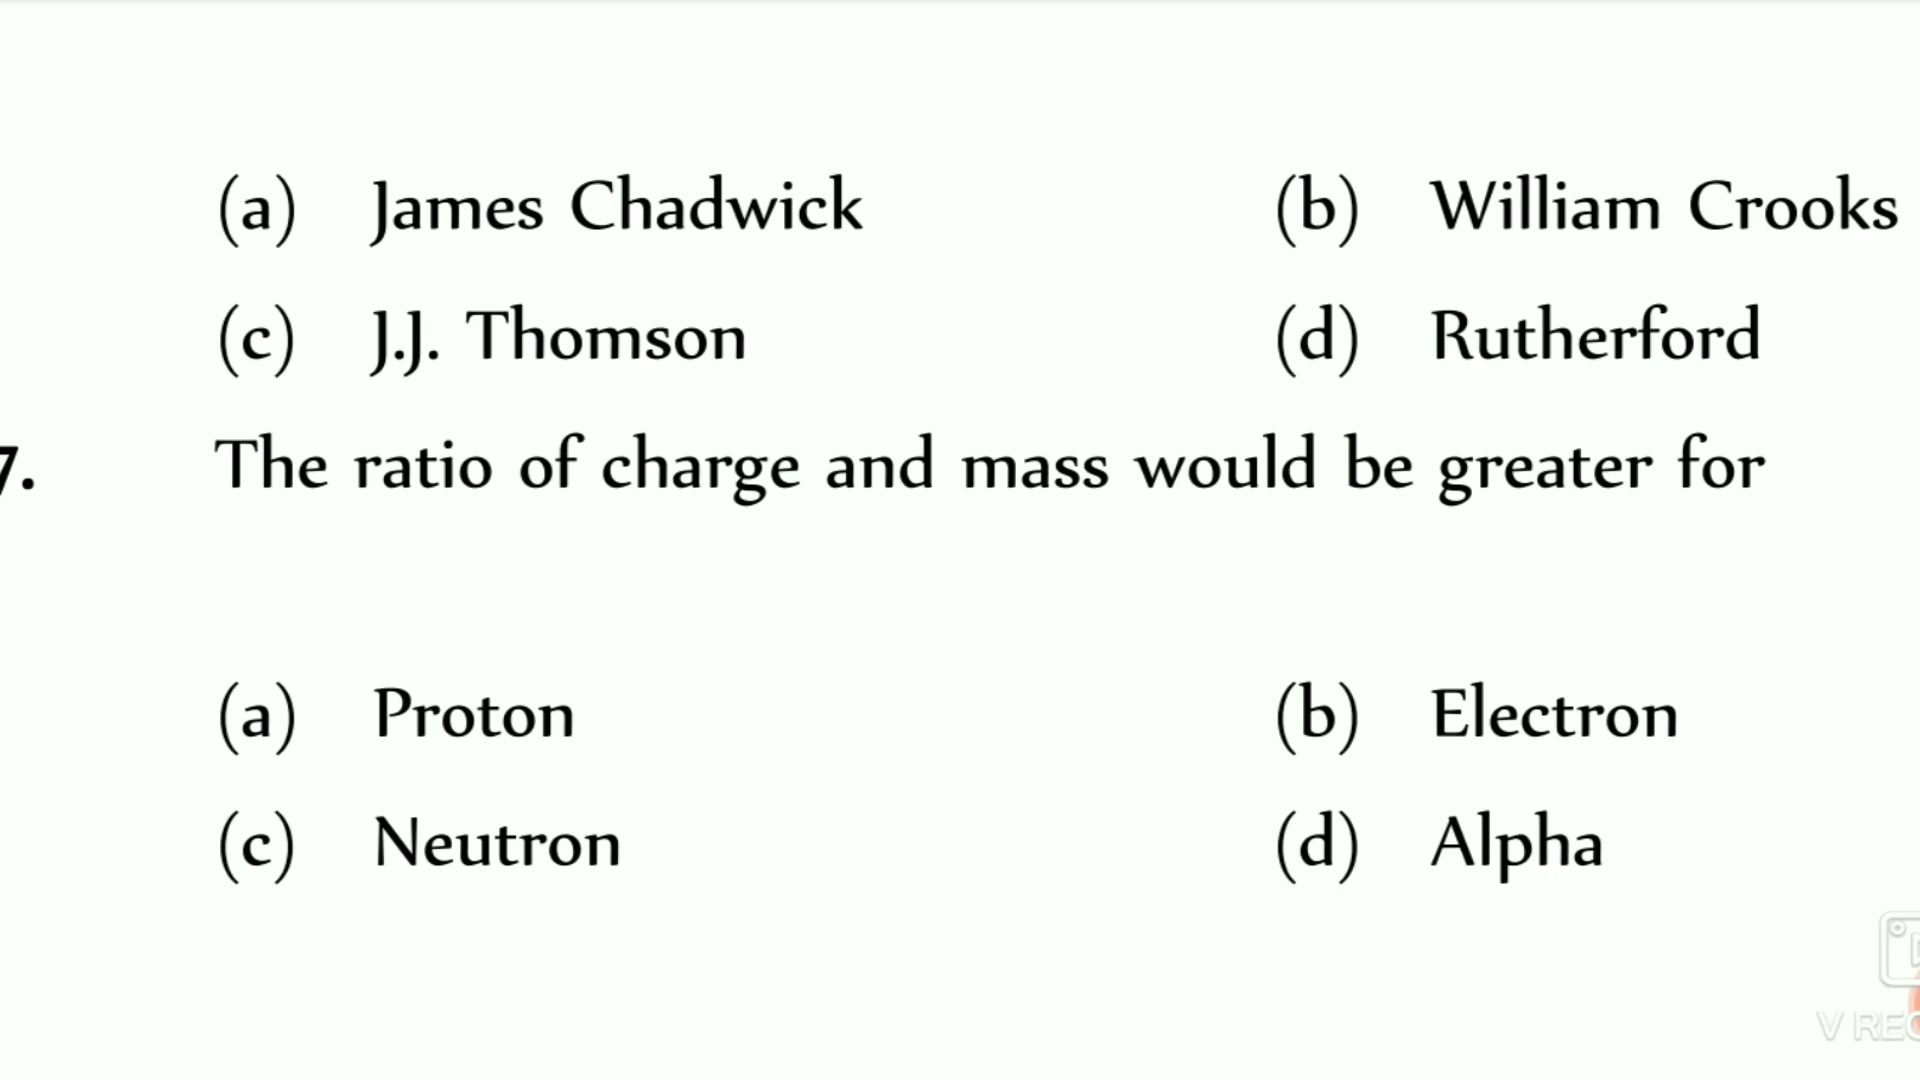 (a) James Chadwick (b) William Crooks
(c) J.J. Thomson (d) Rutherford
7. The ratio of charge and mass would be greater for
(a) Proton (b) Electron
(c) Neutron (d) Alpha
V REC